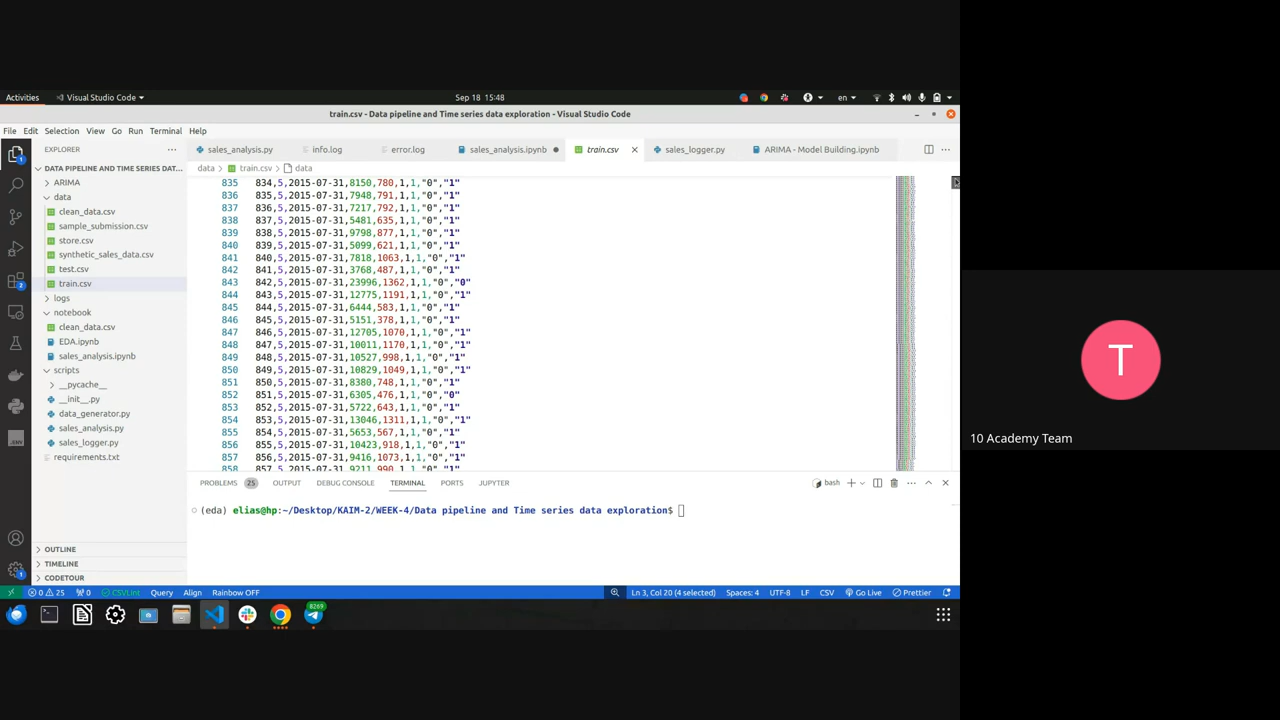 Activities Visual Studio Code Sep 18 15:48 en
train.csv - Data pipeline and Time series data exploration - Visual Studio Code
File Edit Selection View Go Run Terminal Help
EXPLORER
sales_analysis.py info.log error.log sales_analysis.ipynb train.csv sales_logger.py ARIMA - Model Building.ipynb
DATA PIPELINE AND TIME SERIES DAT...
data train.csv data
ARIMA
data
clean_data.csv
sample_submission.csv
store.csv
synthetic_sales_data.csv
test.csv
train.csv
logs
notebook
clean_data.csv
EDA.ipynb
sales_analysis.ipynb
scripts
__pycache__
__init__.py
data_generator.py
sales_analysis.py
sales_logger.py
requirements.txt
OUTLINE
TIMELINE
CODETOUR
835 834,5,2015-07-31,8150,780,1,1,"0","1"
836 835,5,2015-07-31,7948,791,1,1,"0","1"
837 836,5,2015-07-31,7217,792,1,1,"0","1"
838 837,5,2015-07-31,5481,635,1,1,"0","1"
839 838,5,2015-07-31,9798,877,1,1,"0","1"
840 839,5,2015-07-31,5099,621,1,1,"0","1"
841 840,5,2015-07-31,7818,1063,1,1,"0","1"
842 841,5,2015-07-31,3768,487,1,1,"0","1"
843 842,5,2015-07-31,23996,1362,1,1,"0","0"
844 843,5,2015-07-31,12775,1191,1,1,"0","1"
845 844,5,2015-07-31,6444,583,1,1,"0","1"
846 845,5,2015-07-31,5151,378,1,1,"0","1"
847 846,5,2015-07-31,12705,1070,1,1,"0","1"
848 847,5,2015-07-31,10011,1170,1,1,"0","1"
849 848,5,2015-07-31,10527,998,1,1,"0","1"
850 849,5,2015-07-31,10829,1049,1,1,"0","1"
851 850,5,2015-07-31,8380,748,1,1,"0","1"
852 851,5,2015-07-31,6305,476,1,1,"0","0"
853 852,5,2015-07-31,5722,643,1,1,"0","1"
854 853,5,2015-07-31,13046,1311,1,1,"0","1"
855 854,5,2015-07-31,5653,567,1,1,"0","1"
856 855,5,2015-07-31,10423,918,1,1,"0","1"
857 856,5,2015-07-31,9416,1073,1,1,"0","1"
858 857,5,2015-07-31,9211,990,1,1,"0","1"
PROBLEMS 25 OUTPUT DEBUG CONSOLE TERMINAL PORTS JUPYTER bash
(eda) elias@hp:~/Desktop/KAIM-2/WEEK-4/Data pipeline and Time series data exploration$
0 25 0 CSVLint Query Align Rainbow OFF Ln 3, Col 20 (4 selected) Spaces: 4 UTF-8 LF CSV Go Live Prettier
8269
T
10 Academy Team